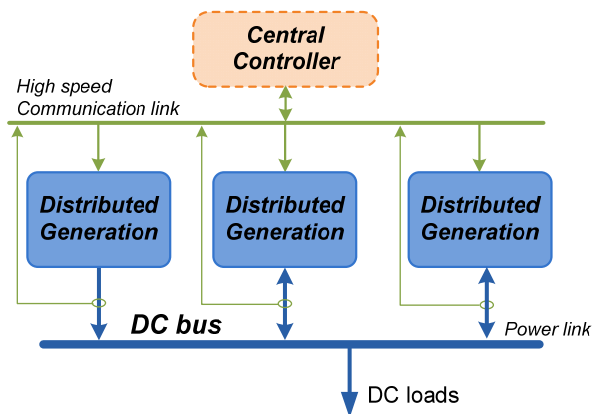 Central
Controller
High speed
Communication link
Distributed
Generation
Distributed
Generation
Distributed
Generation
DC bus
Power link
DC loads